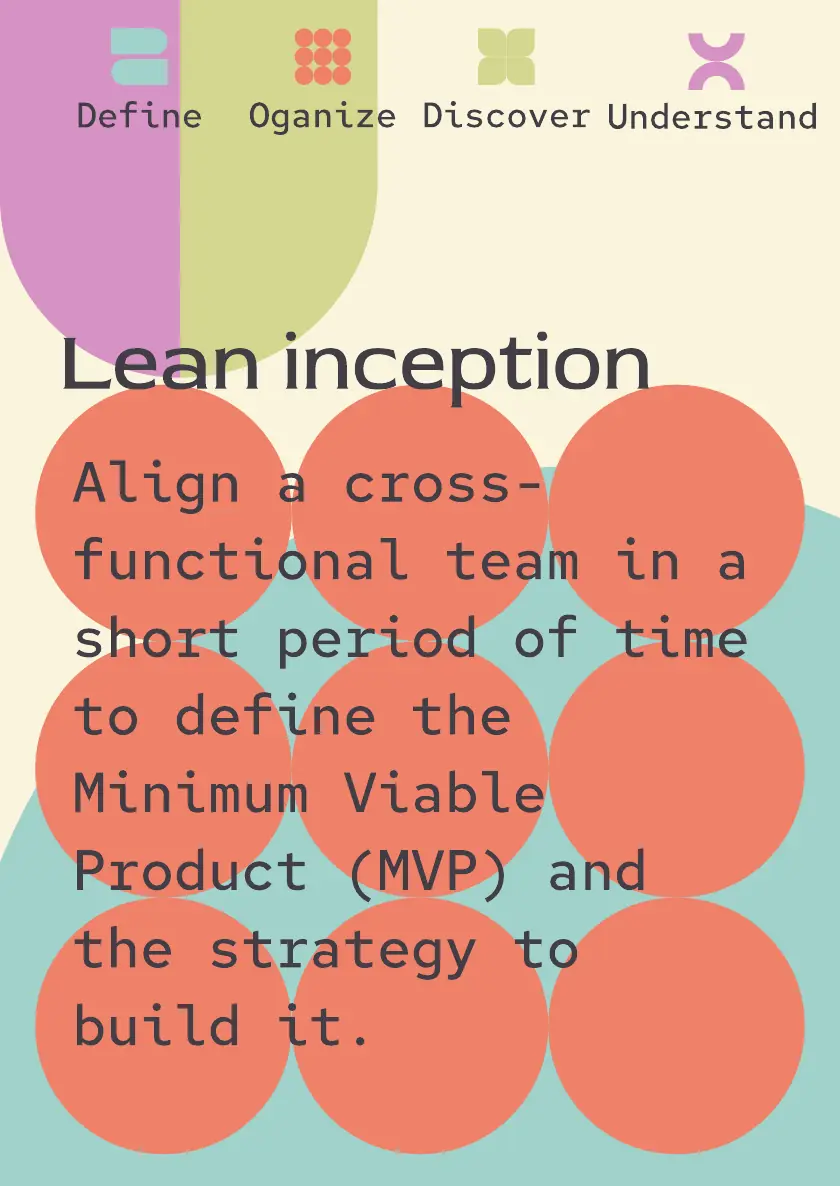 Define Oganize Discover Understand
Lean inception
Align a cross-
functional team in a
short period of time
to define the
Minimum Viable
Product (MVP) and
the strategy to
build it.